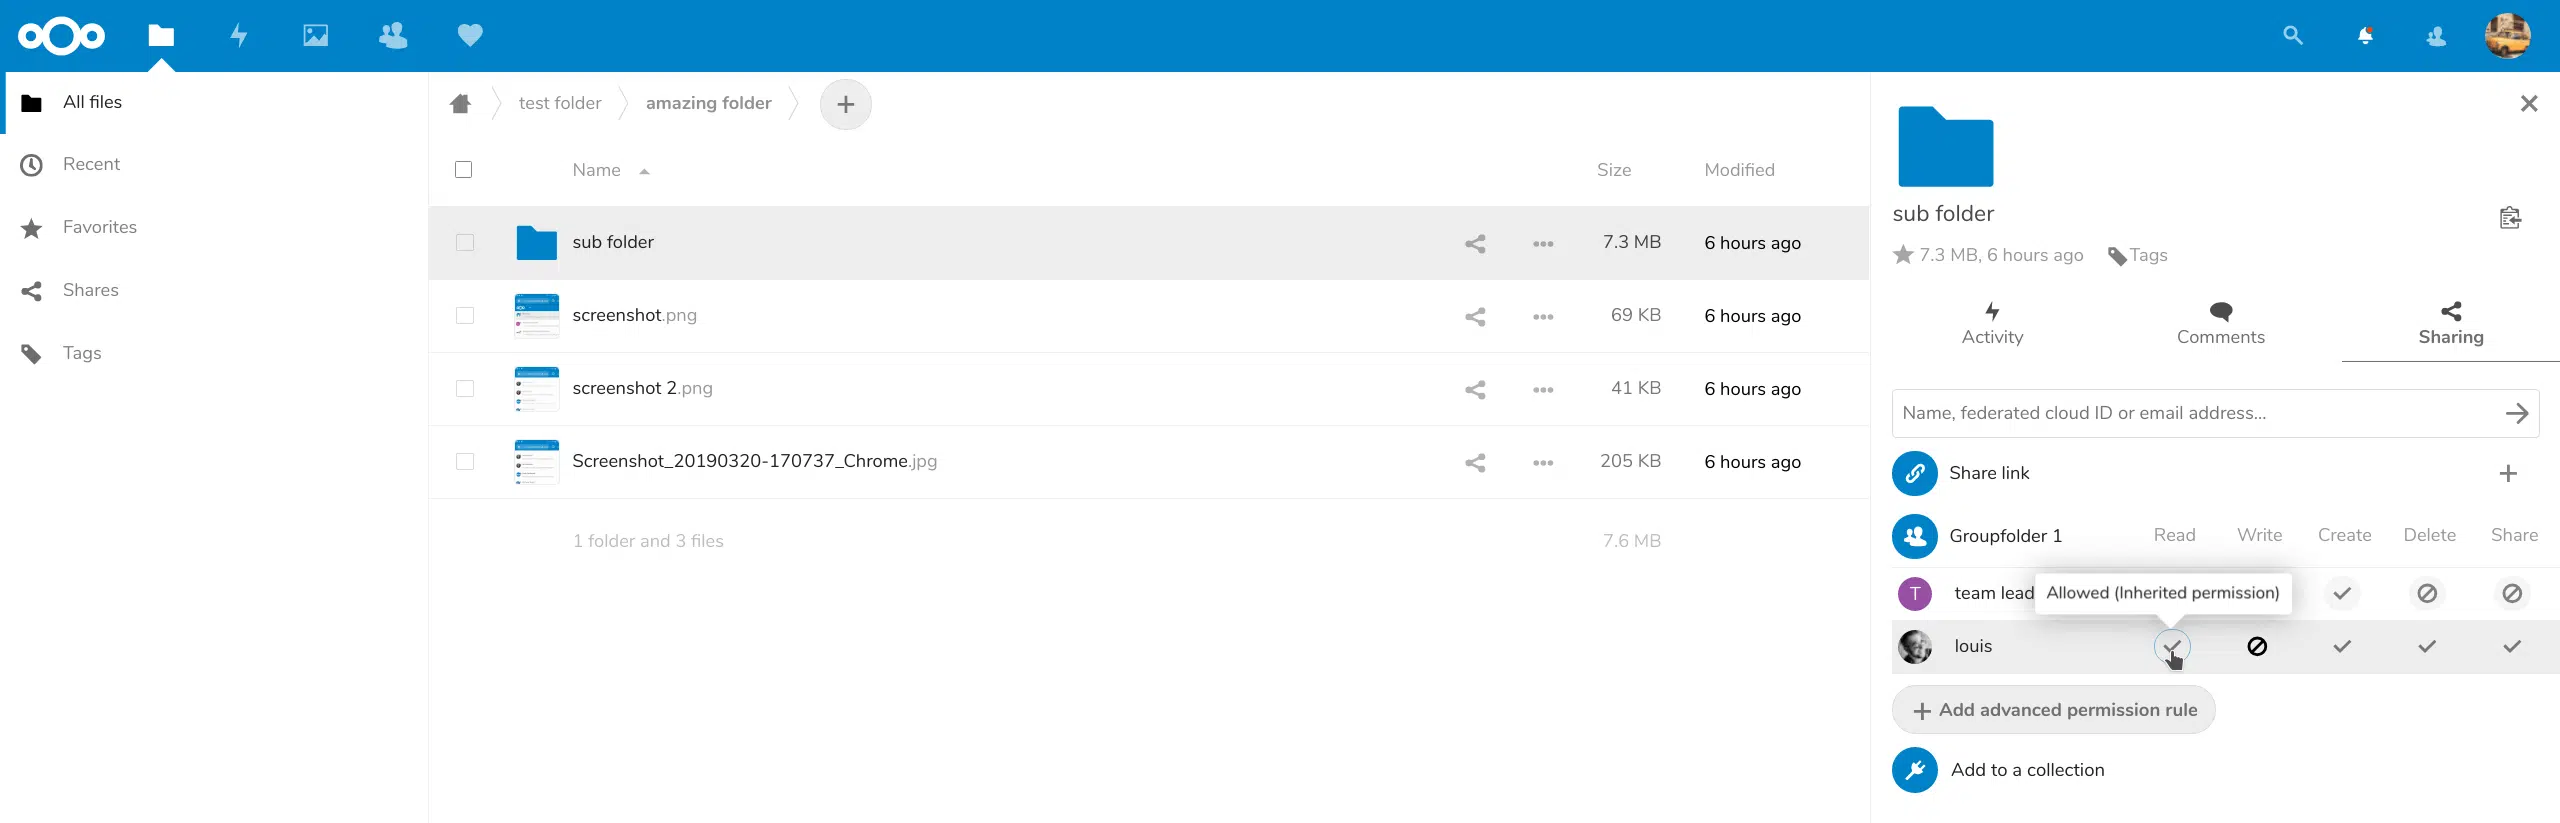 All files
Recent
Favorites
Shares
Tags
test folder
amazing folder
+
Name
Size
Modified
sub folder
7.3 MB
6 hours ago
screenshot.png
69 KB
6 hours ago
screenshot 2.png
41 KB
6 hours ago
Screenshot_20190320-170737_Chrome.jpg
205 KB
6 hours ago
1 folder and 3 files
7.6 MB
sub folder
7.3 MB, 6 hours ago
Tags
Activity
Comments
Sharing
Name, federated cloud ID or email address...
Share link
Groupfolder 1
Read
Write
Create
Delete
Share
T
team lead
Allowed (Inherited permission)
louis
+ Add advanced permission rule
Add to a collection